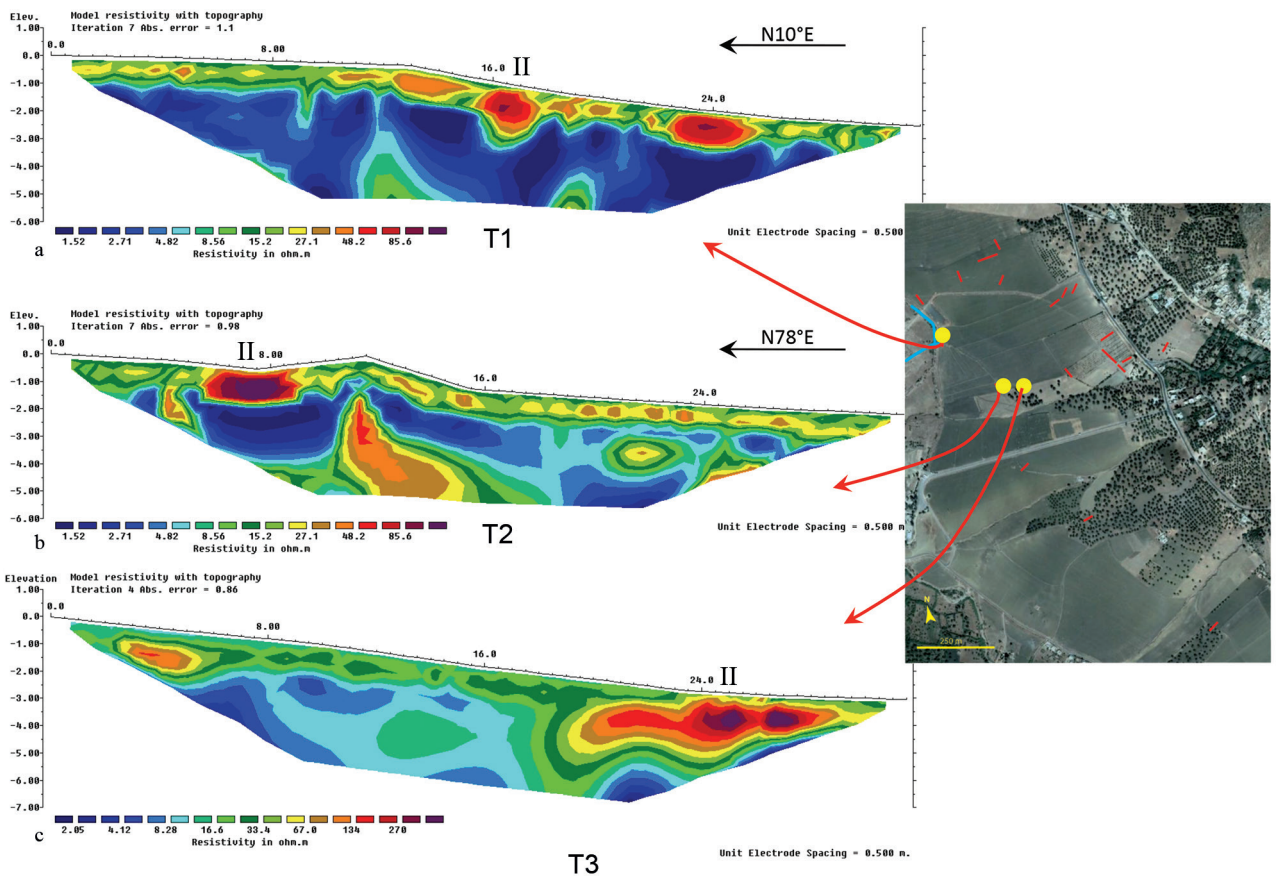 Elev.
Model resistivity with topography
Iteration 7 Abs. error = 1.1
1.00
0.0
0.0
8.00
16.0
II
24.0
N10°E
-1.00
-2.00
-3.00
-4.00
-5.00
-6.00
1.52 2.71 4.82 8.56 15.2 27.1 48.2 85.6
Resistivity in ohm.m
a
T1
Unit Electrode Spacing = 0.500
Elev.
Model resistivity with topography
Iteration 7 Abs. error = 0.98
1.00
0.0
0.0
II
8.00
16.0
24.0
N78°E
-1.00
-2.00
-3.00
-4.00
-5.00
-6.00
1.52 2.71 4.82 8.56 15.2 27.1 48.2 85.6
Resistivity in ohm.m
b
T2
Unit Electrode Spacing = 0.500 m
Elevation
Model resistivity with topography
Iteration 4 Abs. error = 0.86
1.00
0.0
0.0
8.00
16.0
24.0
II
-1.00
-2.00
-3.00
-4.00
-5.00
-6.00
-7.00
2.05 4.12 8.28 16.6 33.4 67.0 134 270
Resistivity in ohm.m
c
T3
Unit Electrode Spacing = 0.500 m.
N
250 m